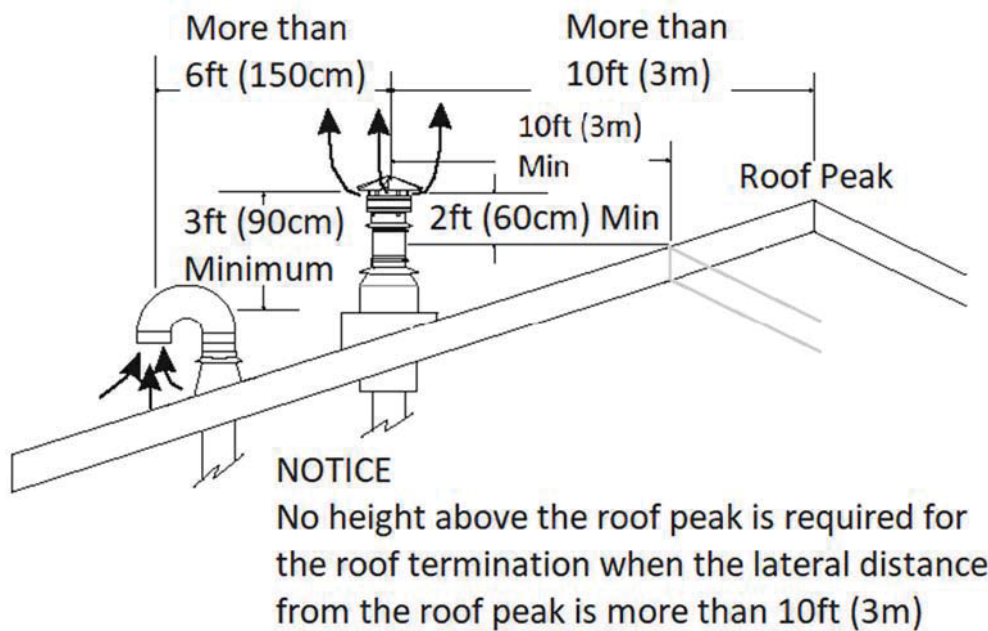 More than
6ft (150cm)
More than
10ft (3m)
10ft (3m)
Min
Roof Peak
3ft (90cm)
Minimum
2ft (60cm) Min
NOTICE
No height above the roof peak is required for
the roof termination when the lateral distance
from the roof peak is more than 10ft (3m)